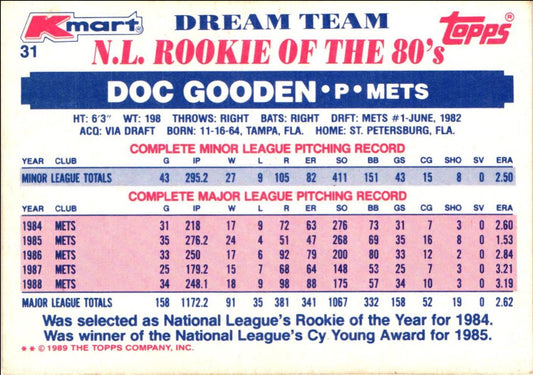 Kmart® DREAM TEAM TOPPS®
31 N.L. ROOKIE OF THE 80's
DOC GOODEN • P • METS
HT: 6'3" WT: 198 THROWS: RIGHT BATS: RIGHT DRFT: METS #1-JUNE, 1982
ACQ: VIA DRAFT BORN: 11-16-64, TAMPA, FLA. HOME: ST. PETERSBURG, FLA.
COMPLETE MINOR LEAGUE PITCHING RECORD
YEAR CLUB G IP W L R ER SO BB GS CG SHO SV ERA
MINOR LEAGUE TOTALS 43 295.2 27 9 105 82 411 151 43 15 8 0 2.50
COMPLETE MAJOR LEAGUE PITCHING RECORD
YEAR CLUB G IP W L R ER SO BB GS CG SHO SV ERA
1984 METS 31 218 17 9 72 63 276 73 31 7 3 0 2.60
1985 METS 35 276.2 24 4 51 47 268 69 35 16 8 0 1.53
1986 METS 33 250 17 6 92 79 200 80 33 12 2 0 2.84
1987 METS 25 179.2 15 7 68 64 148 53 25 7 3 0 3.21
1988 METS 34 248.1 18 9 98 88 175 57 34 10 3 0 3.19
MAJOR LEAGUE TOTALS 158 1172.2 91 35 381 341 1067 332 158 52 19 0 2.62
Was selected as National League's Rookie of the Year for 1984.
Was winner of the National League's Cy Young Award for 1985.
** © 1989 THE TOPPS COMPANY, INC.